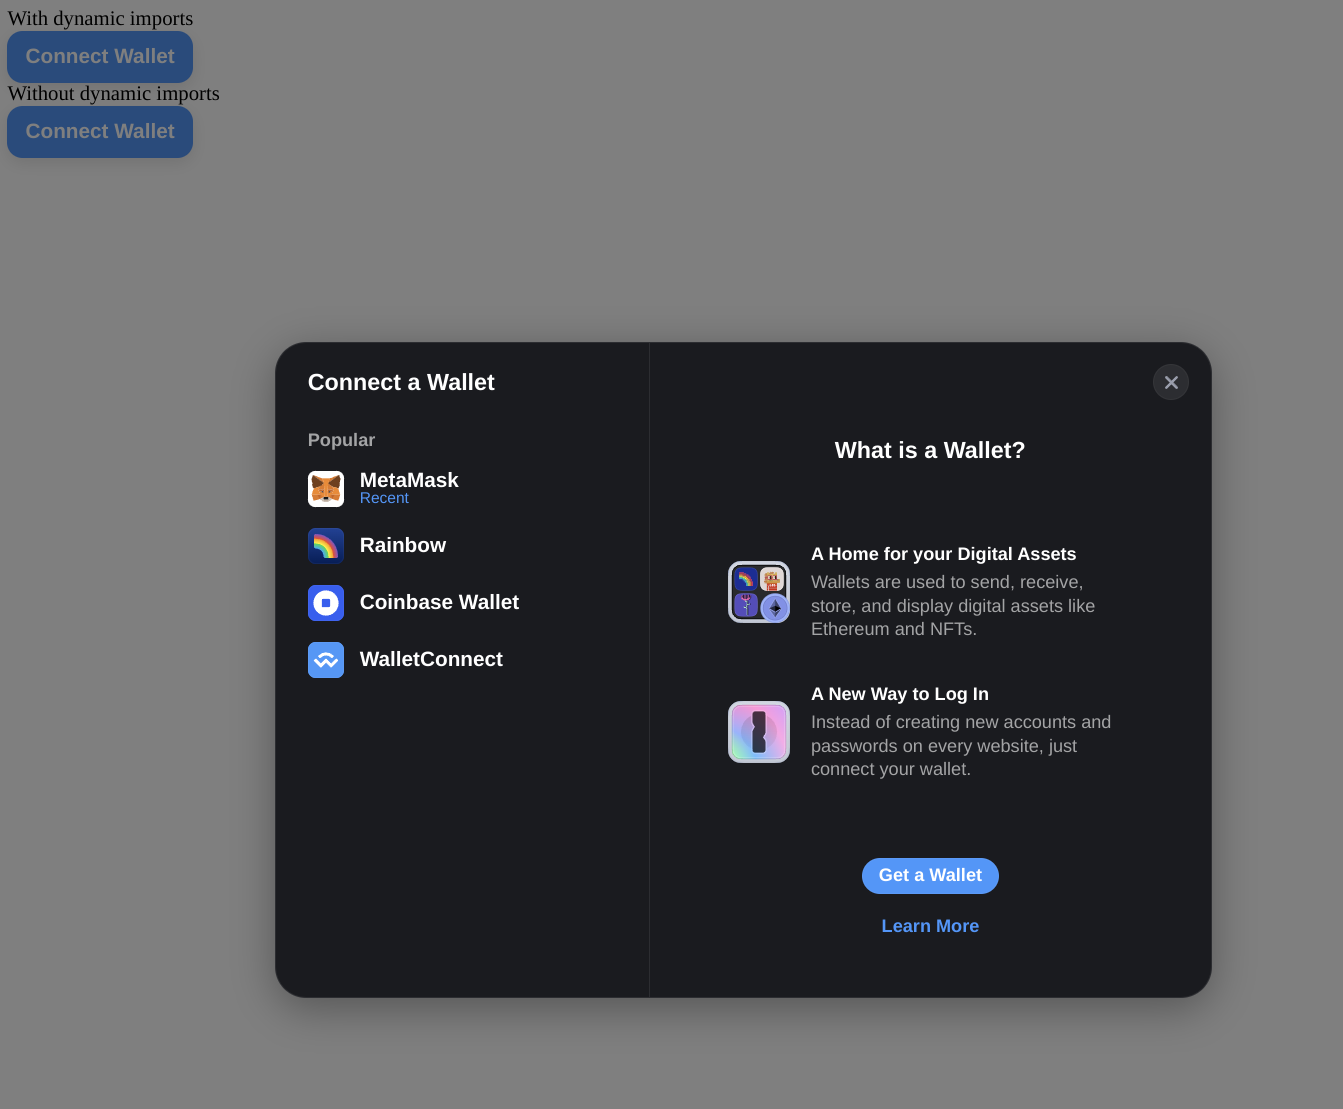 With dynamic imports
Connect Wallet
Without dynamic imports
Connect Wallet
Connect a Wallet
Popular
MetaMask
Recent
Rainbow
Coinbase Wallet
WalletConnect
What is a Wallet?
A Home for your Digital Assets
Wallets are used to send, receive,
store, and display digital assets like
Ethereum and NFTs.
A New Way to Log In
Instead of creating new accounts and
passwords on every website, just
connect your wallet.
Get a Wallet
Learn More